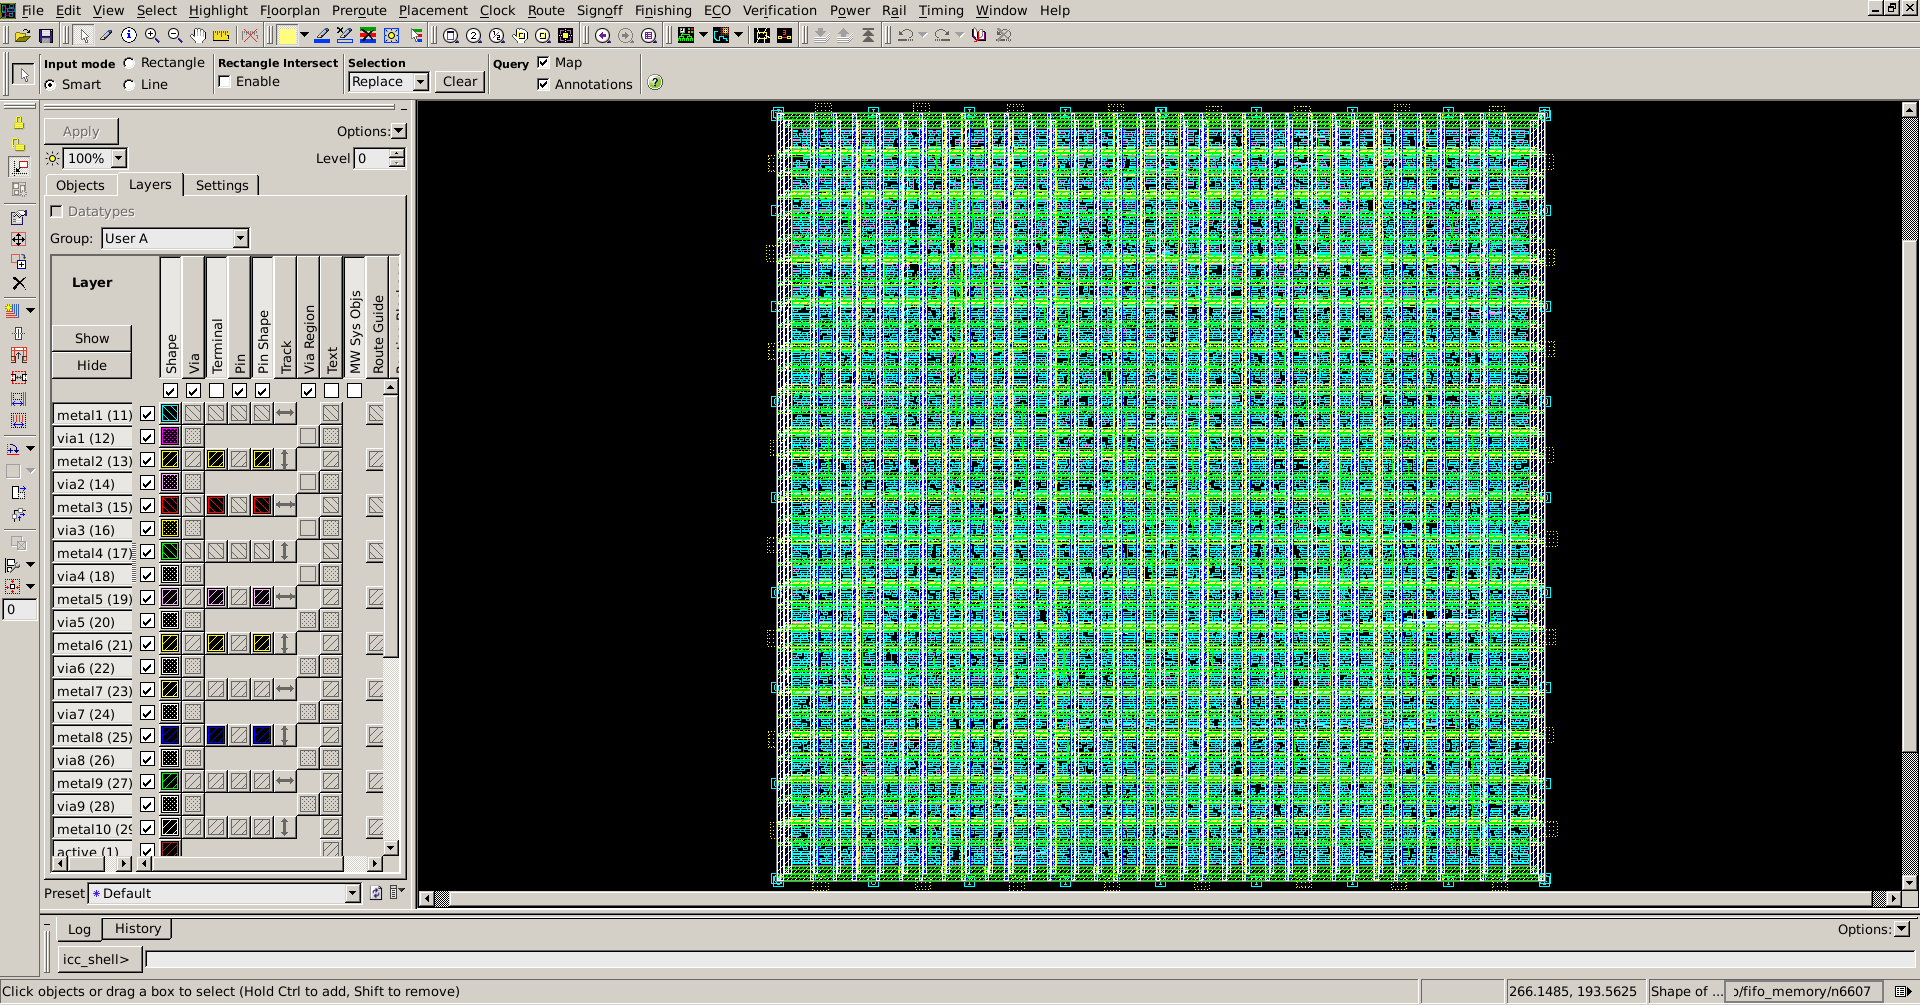 File Edit View Select Highlight Floorplan Preroute Placement Clock Route Signoff Finishing ECO Verification Power Rail Timing Window Help
Input mode Rectangle Rectangle Intersect Selection Query Map
Smart Line Enable Replace Clear Annotations
Apply Options:
100% Level 0
Objects Layers Settings
Datatypes
Group: User A
Layer
Show
Hide
Shape Via Terminal Pin Pin Shape Track Via Region Text MW Sys Objs Route Guide
metal1 (11)
via1 (12)
metal2 (13)
via2 (14)
metal3 (15)
via3 (16)
metal4 (17)
via4 (18)
metal5 (19)
via5 (20)
0
metal6 (21)
via6 (22)
metal7 (23)
via7 (24)
metal8 (25)
via8 (26)
metal9 (27)
via9 (28)
metal10 (29
active (1)
Preset * Default
Log History Options:
icc_shell>
Click objects or drag a box to select (Hold Ctrl to add, Shift to remove) 266.1485, 193.5625 Shape of ... /fifo_memory/n6607